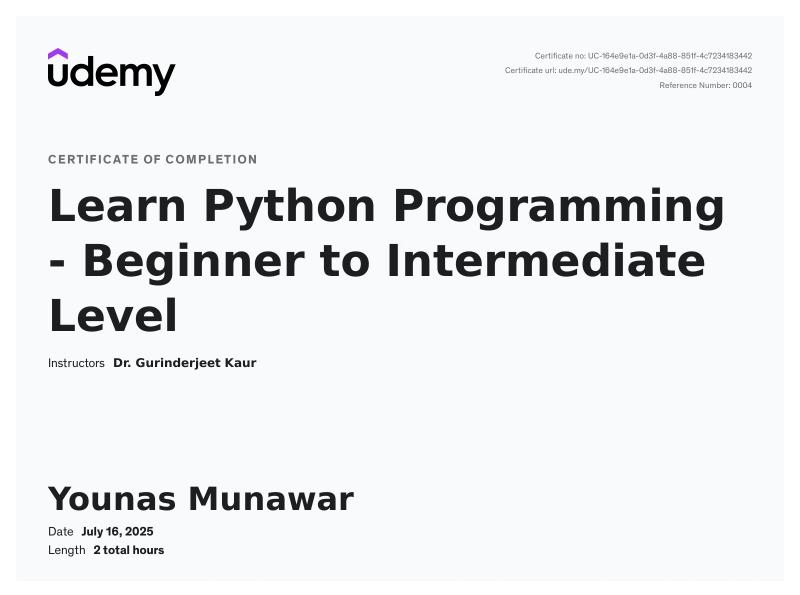 udemy
Certificate no: UC-164e9e1a-0d3f-4a88-851f-4c7234183442
Certificate url: ude.my/UC-164e9e1a-0d3f-4a88-851f-4c7234183442
Reference Number: 0004
CERTIFICATE OF COMPLETION
Learn Python Programming
- Beginner to Intermediate
Level
Instructors Dr. Gurinderjeet Kaur
Younas Munawar
Date July 16, 2025
Length 2 total hours